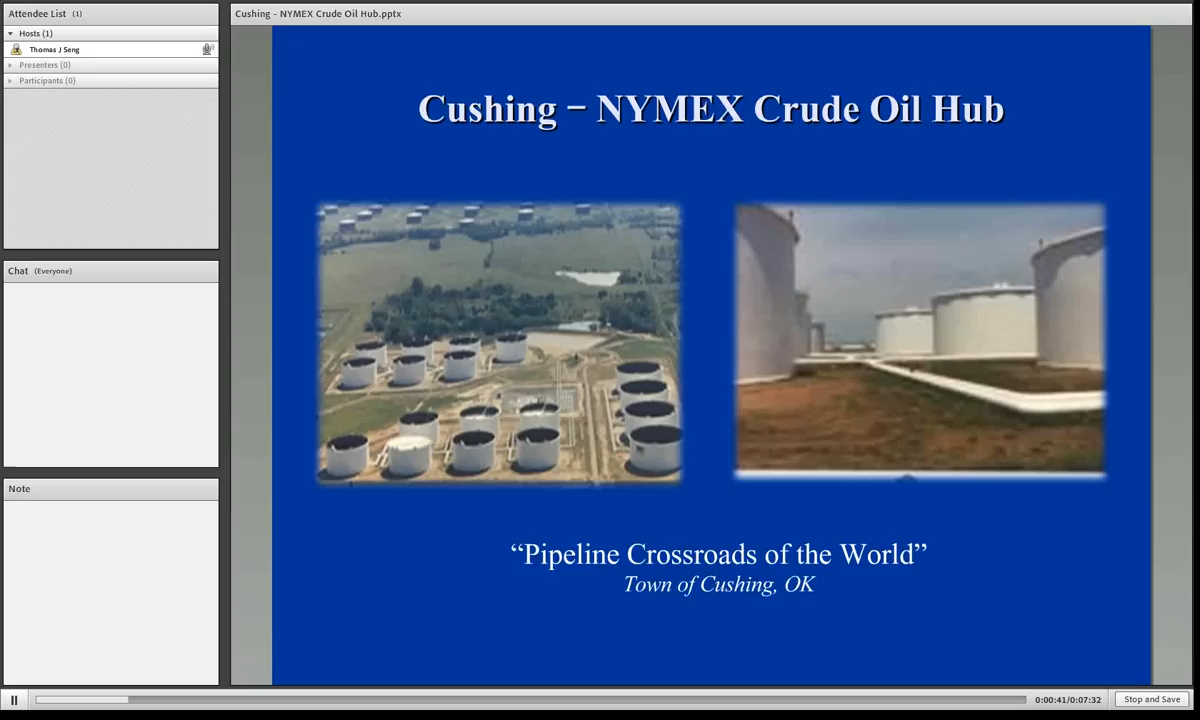 Attendee List (1)
Hosts (1)
Thomas J Seng
Presenters (0)
Participants (0)
Chat (Everyone)
Note
Cushing - NYMEX Crude Oil Hub.pptx
Cushing – NYMEX Crude Oil Hub
“Pipeline Crossroads of the World”
Town of Cushing, OK
0:00:41/0:07:32
Stop and Save